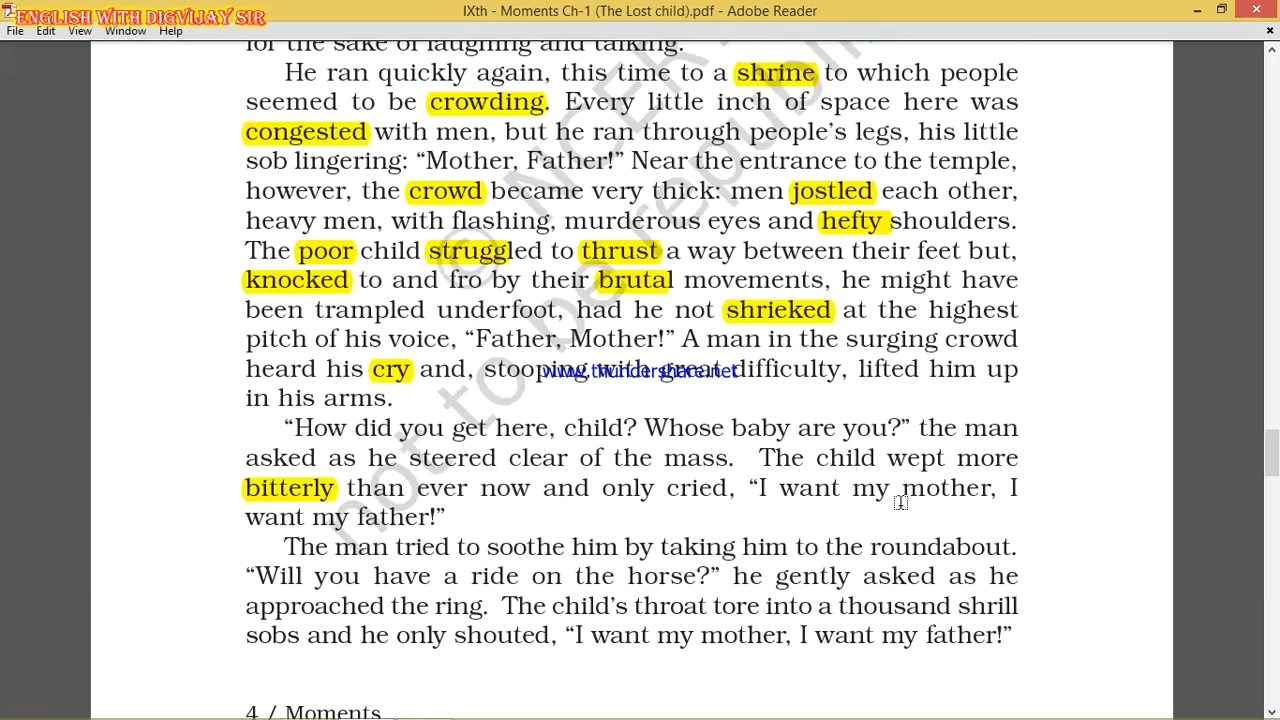 ENGLISH WITH DIGVIJAY SIR
IXth - Moments Ch-1 (The Lost child).pdf - Adobe Reader
File Edit View Window Help
for the sake of laughing and talking.
He ran quickly again, this time to a shrine to which people
seemed to be crowding. Every little inch of space here was
congested with men, but he ran through people's legs, his little
sob lingering: “Mother, Father!” Near the entrance to the temple,
however, the crowd became very thick: men jostled each other,
heavy men, with flashing, murderous eyes and hefty shoulders.
The poor child struggled to thrust a way between their feet but,
knocked to and fro by their brutal movements, he might have
been trampled underfoot, had he not shrieked at the highest
pitch of his voice, “Father, Mother!” A man in the surging crowd
heard his cry and, stooping with great difficulty, lifted him up
www.thundershare.net
in his arms.
“How did you get here, child? Whose baby are you?” the man
asked as he steered clear of the mass. The child wept more
bitterly than ever now and only cried, “I want my mother, I
want my father!”
The man tried to soothe him by taking him to the roundabout.
“Will you have a ride on the horse?” he gently asked as he
approached the ring. The child's throat tore into a thousand shrill
sobs and he only shouted, “I want my mother, I want my father!”
4 / Moments
© NCER
not to be republi